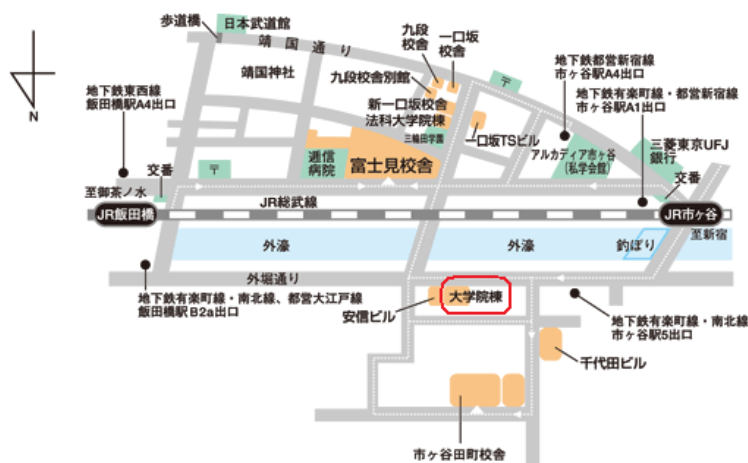 歩道橋
日本武道館
靖国通り
靖国神社
九段
校舎
一口坂
校舎
九段校舎別館
新一口坂校舎
法科大学院棟
三輪田学園
〒
地下鉄都営新宿線
市ヶ谷駅A4出口
地下鉄有楽町線・都営新宿線
市ヶ谷駅A1出口
N
地下鉄東西線
飯田橋駅A4出口
一口坂TSビル
アルカディア市ヶ谷
(私学会館)
三菱東京UFJ
銀行
交番
〒
逓信
病院
富士見校舎
交番
至御茶ノ水
JR飯田橋
JR総武線
JR市ヶ谷
至新宿
外濠
外濠
釣ぼり
外堀通り
大学院棟
安信ビル
地下鉄有楽町線・南北線、都営大江戸線
飯田橋駅B2a出口
地下鉄有楽町線・南北線
市ヶ谷駅5出口
千代田ビル
市ヶ谷田町校舎